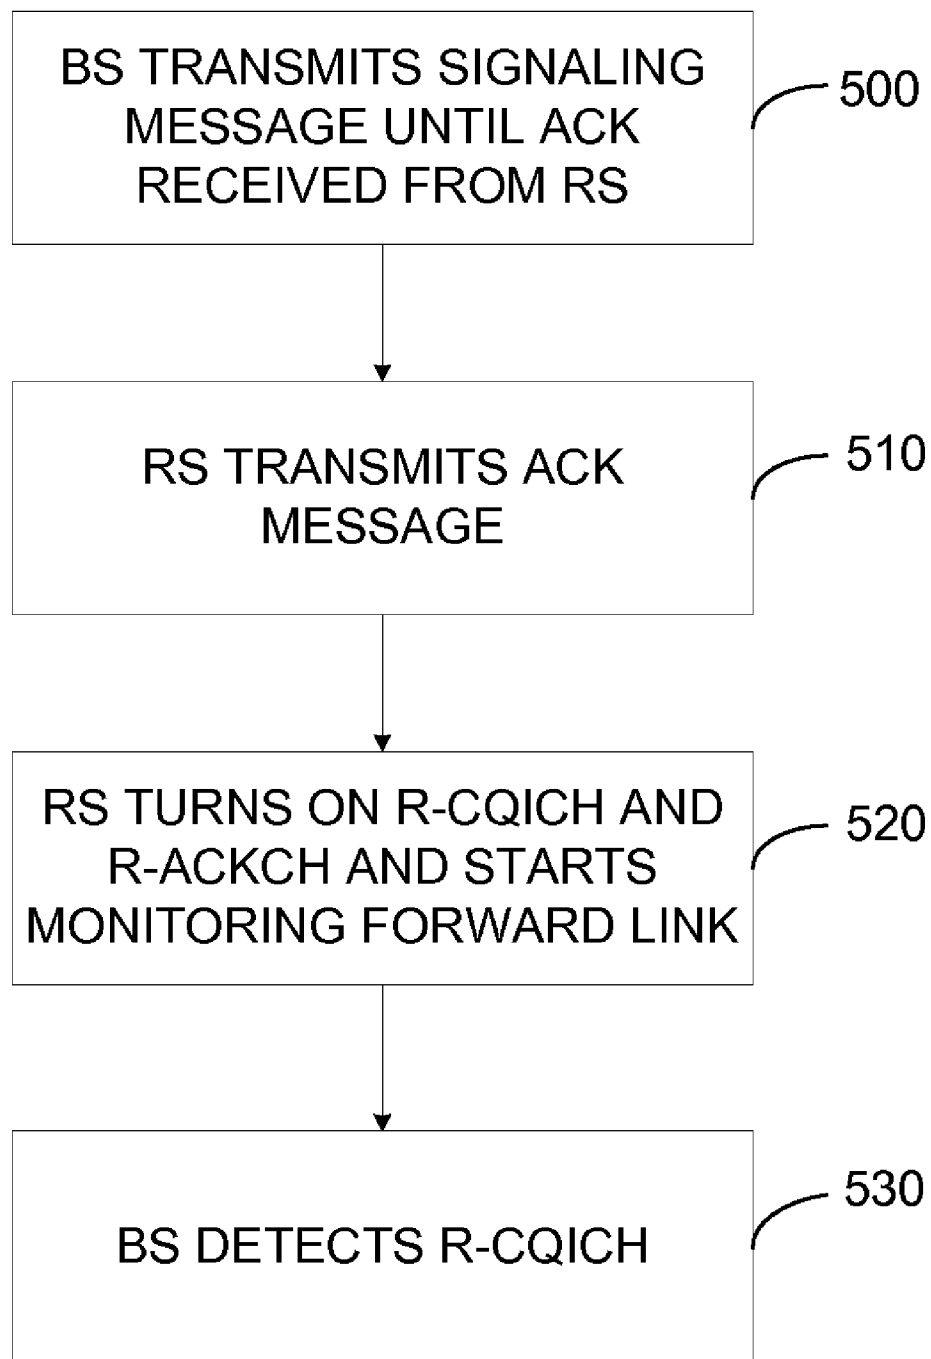 BS TRANSMITS SIGNALING
MESSAGE UNTIL ACK
RECEIVED FROM RS
500
RS TRANSMITS ACK
MESSAGE
510
RS TURNS ON R-CQICH AND
R-ACKCH AND STARTS
MONITORING FORWARD LINK
520
BS DETECTS R-CQICH
530